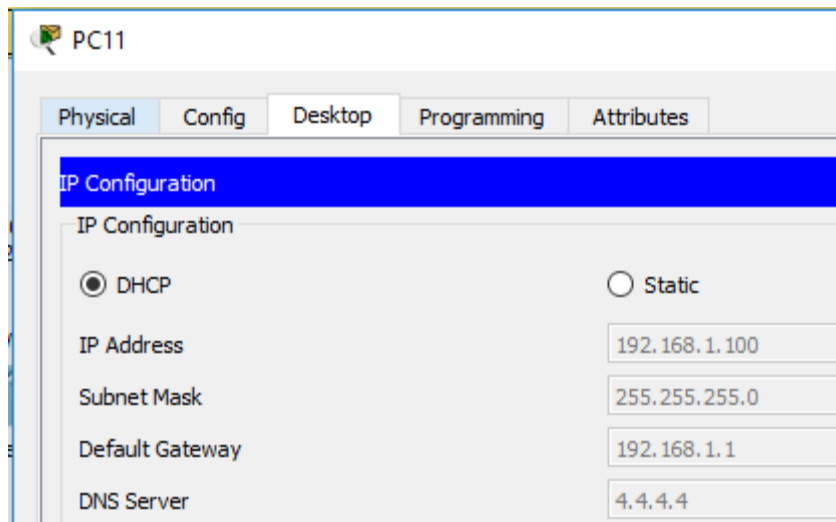 PC11
Physical Config Desktop Programming Attributes
IP Configuration
IP Configuration
DHCP Static
IP Address 192.168.1.100
Subnet Mask 255.255.255.0
Default Gateway 192.168.1.1
DNS Server 4.4.4.4